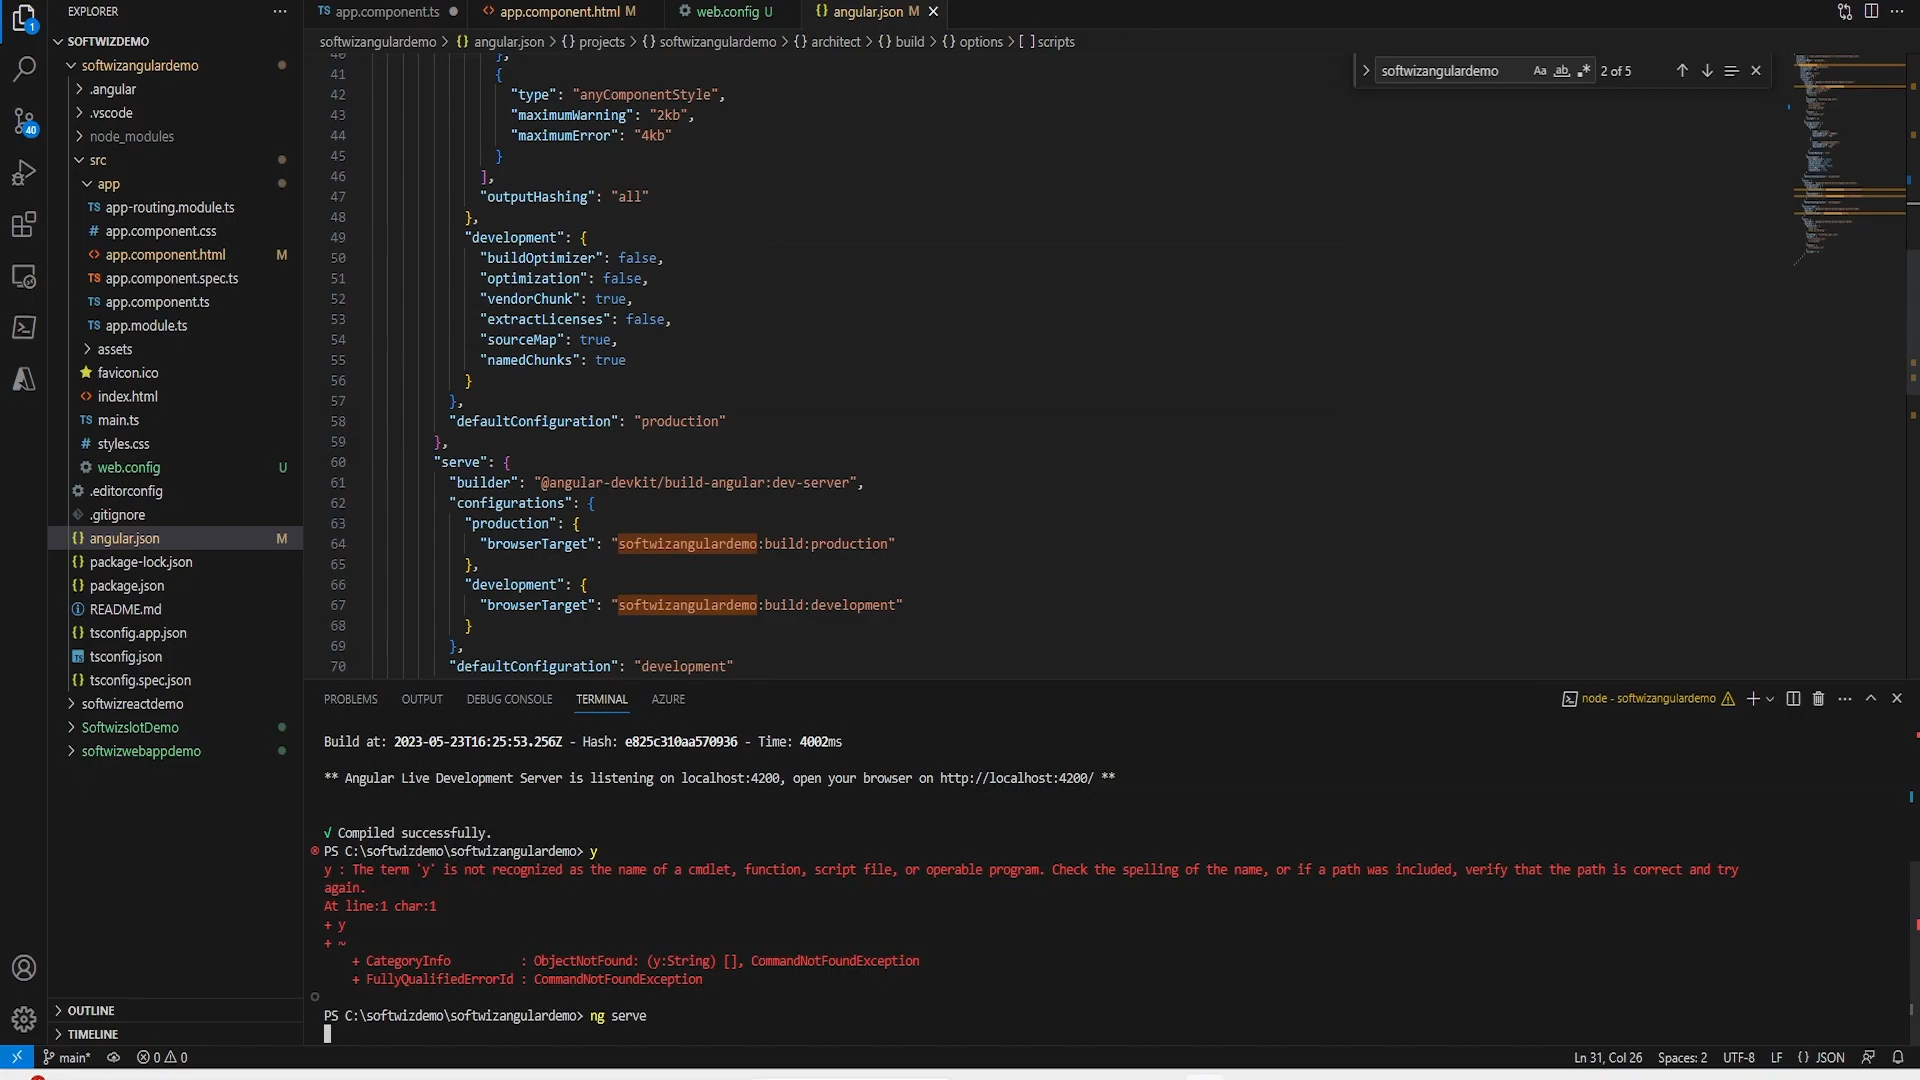 EXPLORER
SOFTWIZDEMO
softwizangulardemo
.angular
.vscode
node_modules
src
app
TS app-routing.module.ts
# app.component.css
<> app.component.html M
TS app.component.spec.ts
TS app.component.ts
TS app.module.ts
assets
favicon.ico
<> index.html
TS main.ts
# styles.css
web.config U
.editorconfig
.gitignore
{} angular.json M
{} package-lock.json
{} package.json
README.md
{} tsconfig.app.json
TS tsconfig.json
{} tsconfig.spec.json
softwizreactdemo
SoftwizslotDemo
softwizwebappdemo
OUTLINE
TIMELINE
1
40
TS app.component.ts
<> app.component.html M
web.config U
{} angular.json M
softwizangulardemo > {} angular.json > {} projects > {} softwizangulardemo > {} architect > {} build > {} options > [ ] scripts
softwizangulardemo Aa ab .* 2 of 5
40 },
41 {
42 "type": "anyComponentStyle",
43 "maximumWarning": "2kb",
44 "maximumError": "4kb"
45 }
46 ],
47 "outputHashing": "all"
48 },
49 "development": {
50 "buildOptimizer": false,
51 "optimization": false,
52 "vendorChunk": true,
53 "extractLicenses": false,
54 "sourceMap": true,
55 "namedChunks": true
56 }
57 },
58 "defaultConfiguration": "production"
59 },
60 "serve": {
61 "builder": "@angular-devkit/build-angular:dev-server",
62 "configurations": {
63 "production": {
64 "browserTarget": "softwizangulardemo:build:production"
65 },
66 "development": {
67 "browserTarget": "softwizangulardemo:build:development"
68 }
69 },
70 "defaultConfiguration": "development"
PROBLEMS OUTPUT DEBUG CONSOLE TERMINAL AZURE
node - softwizangulardemo
Build at: 2023-05-23T16:25:53.256Z - Hash: e825c310aa570936 - Time: 4002ms
** Angular Live Development Server is listening on localhost:4200, open your browser on http://localhost:4200/ **
√ Compiled successfully.
PS C:\softwizdemo\softwizangulardemo> y
y : The term 'y' is not recognized as the name of a cmdlet, function, script file, or operable program. Check the spelling of the name, or if a path was included, verify that the path is correct and try
again.
At line:1 char:1
+ y
+ ~
+ CategoryInfo : ObjectNotFound: (y:String) [], CommandNotFoundException
+ FullyQualifiedErrorId : CommandNotFoundException
PS C:\softwizdemo\softwizangulardemo> ng serve
main* 0 0
Ln 31, Col 26 Spaces: 2 UTF-8 LF {} JSON